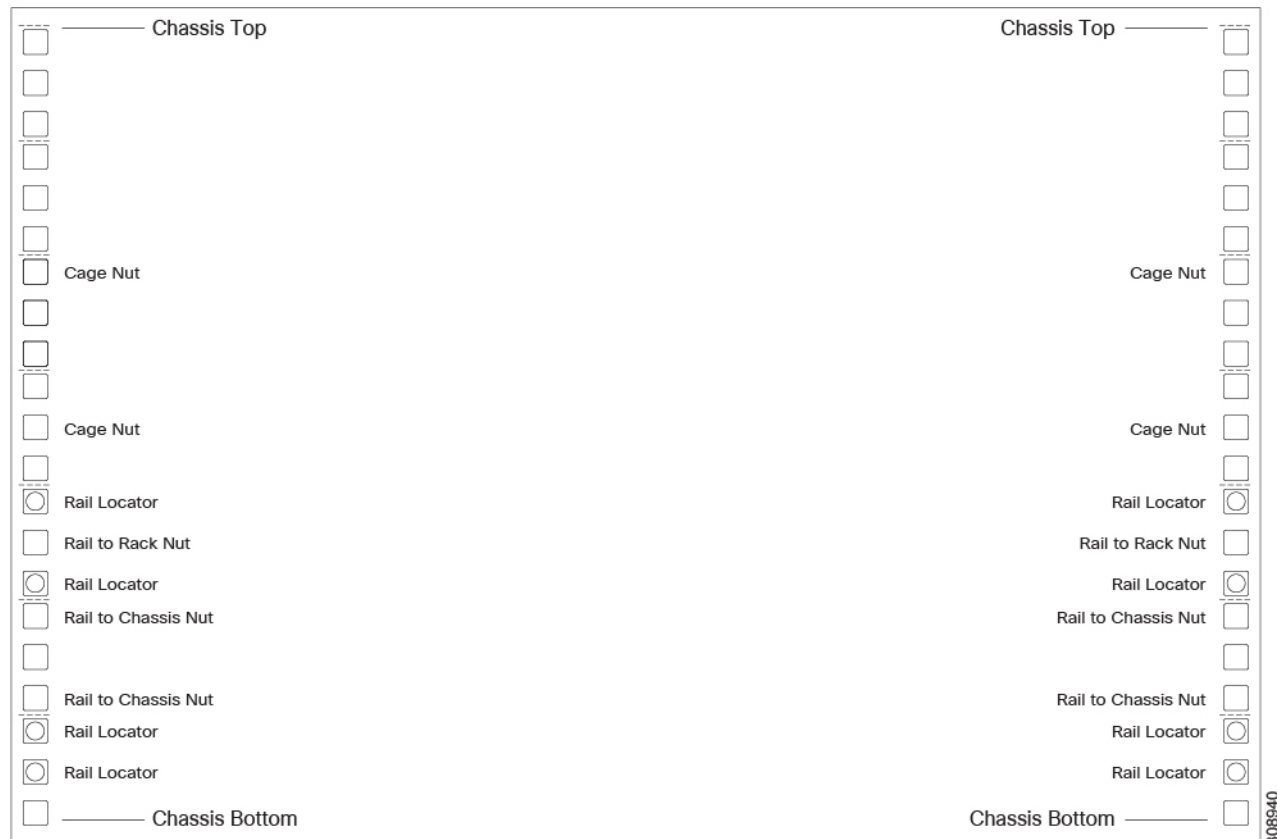 Chassis Top Chassis Top
Cage Nut Cage Nut
Cage Nut Cage Nut
Rail Locator Rail Locator
Rail to Rack Nut Rail to Rack Nut
Rail Locator Rail Locator
Rail to Chassis Nut Rail to Chassis Nut
Rail to Chassis Nut Rail to Chassis Nut
Rail Locator Rail Locator
Rail Locator Rail Locator
Chassis Bottom Chassis Bottom